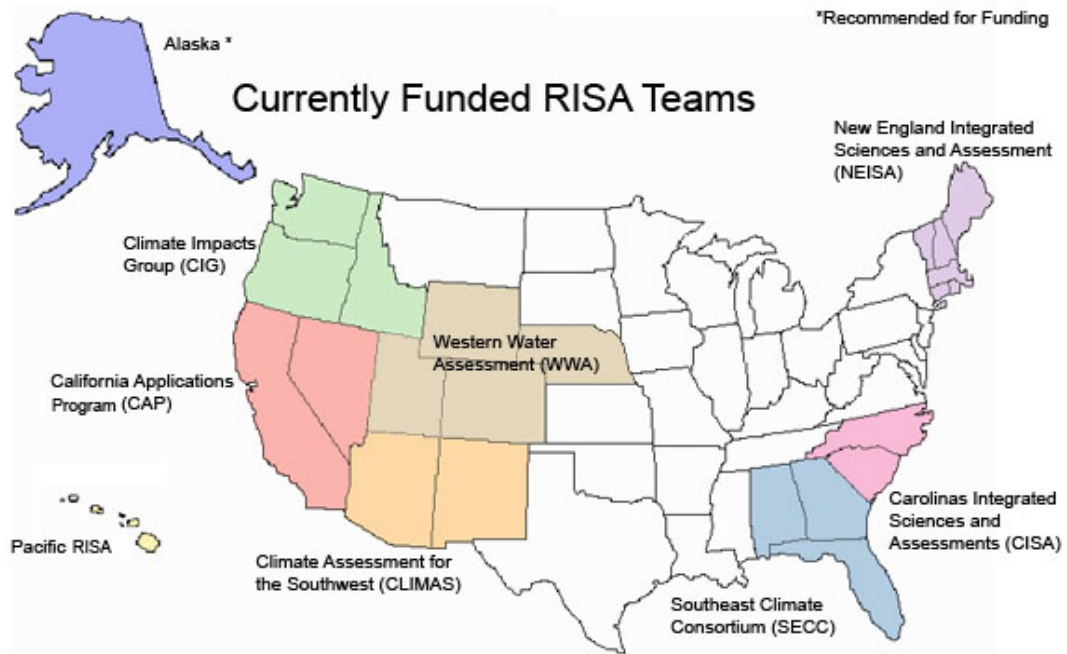 *Recommended for Funding
Alaska *
Currently Funded RISA Teams
New England Integrated
Sciences and Assessment
(NEISA)
Climate Impacts
Group (CIG)
Western Water
Assessment (WWA)
California Applications
Program (CAP)
Carolinas Integrated
Sciences and
Assessments (CISA)
Pacific RISA
Climate Assessment for
the Southwest (CLIMAS)
Southeast Climate
Consortium (SECC)